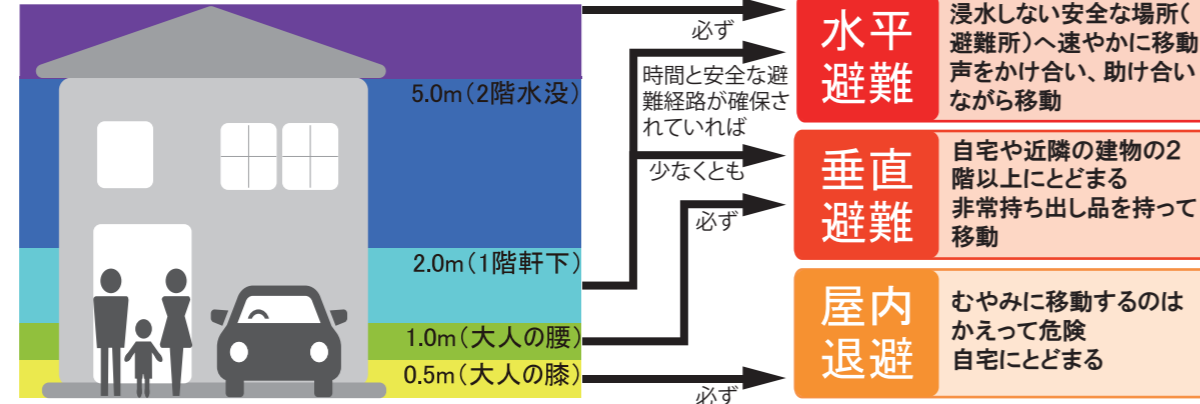 5.0m(2階水没)
2.0m(1階軒下)
1.0m(大人の腰)
0.5m(大人の膝)
必ず
時間と安全な避
難経路が確保さ
れていれば
少なくとも
必ず
必ず
水平
避難
浸水しない安全な場所(
避難所)へ速やかに移動
声をかけ合い、助け合い
ながら移動
垂直
避難
自宅や近隣の建物の2
階以上にとどまる
非常持ち出し品を持って
移動
屋内
退避
むやみに移動するのは
かえって危険
自宅にとどまる